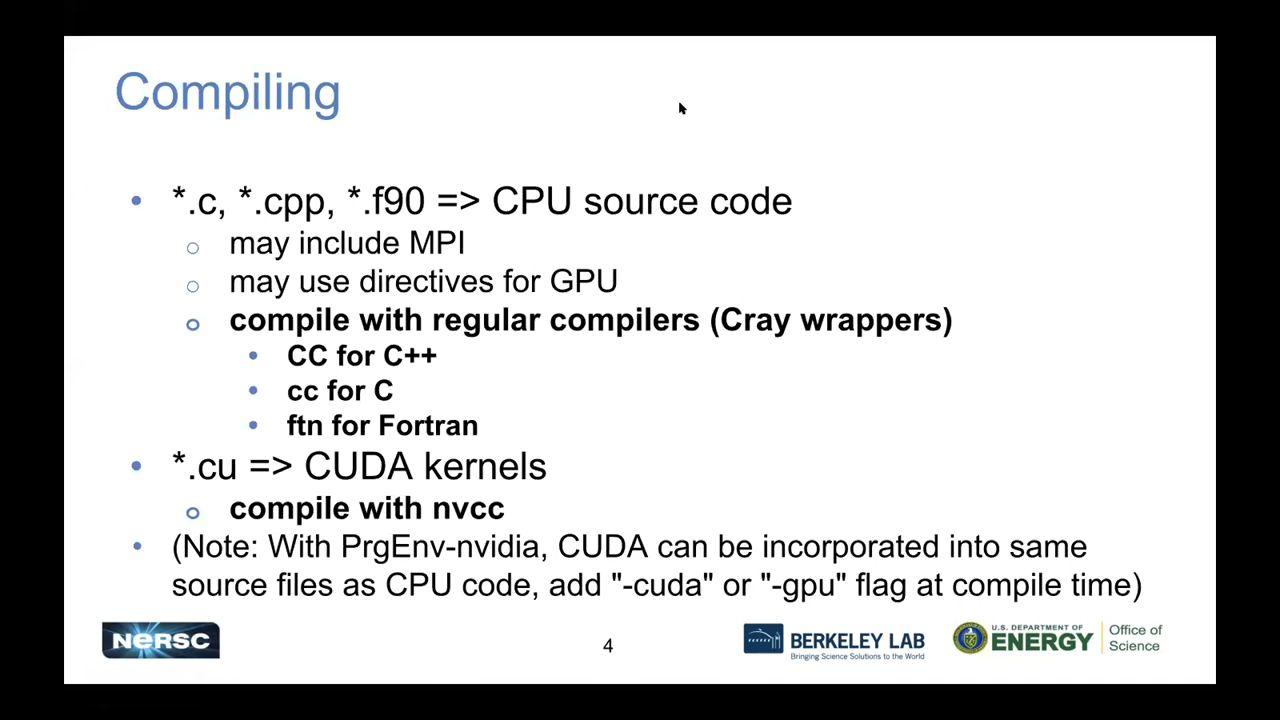 Compiling
• *.c, *.cpp, *.f90 => CPU source code
○ may include MPI
○ may use directives for GPU
○ compile with regular compilers (Cray wrappers)
• CC for C++
• cc for C
• ftn for Fortran
• *.cu => CUDA kernels
○ compile with nvcc
• (Note: With PrgEnv-nvidia, CUDA can be incorporated into same
source files as CPU code, add "-cuda" or "-gpu" flag at compile time)
NERSC
4
BERKELEY LAB
Bringing Science Solutions to the World
U.S. DEPARTMENT OF
ENERGY
Office of
Science